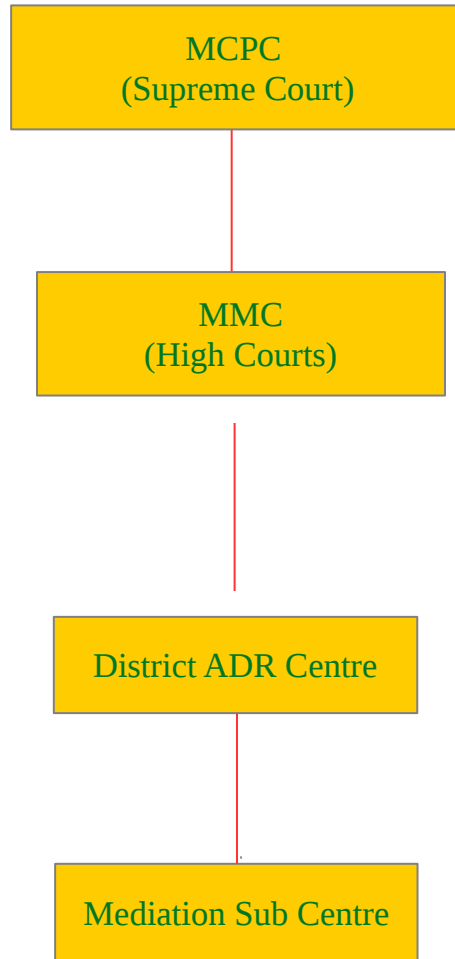 MCPC
(Supreme Court)
MMC
(High Courts)
District ADR Centre
Mediation Sub Centre